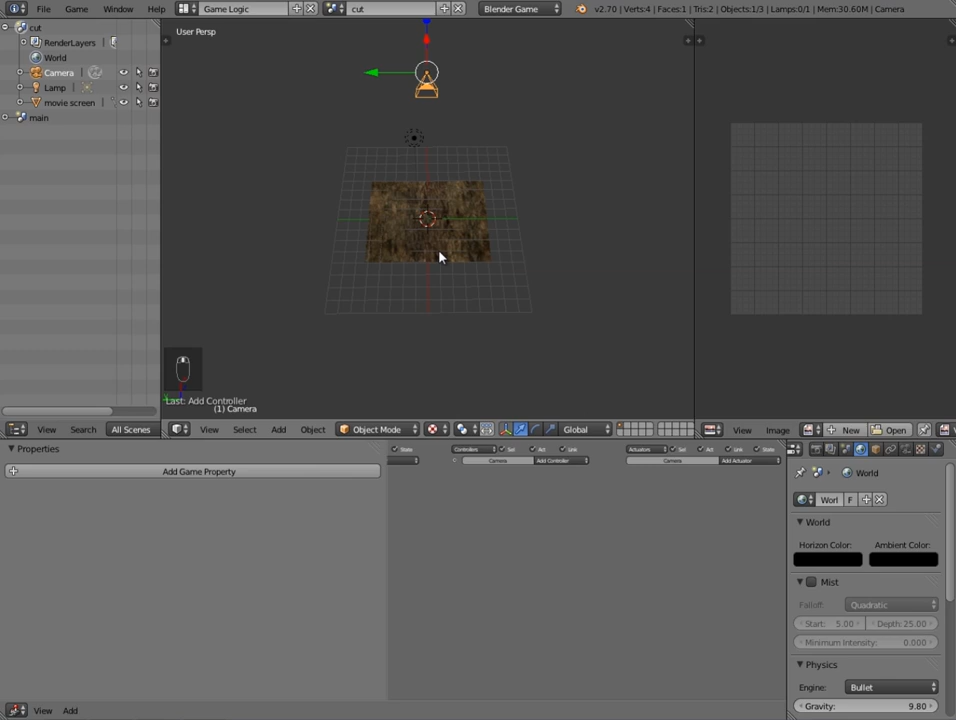 File Game Render Window Help Game Logic cut Blender Game v2.70 | Verts:4 | Faces:1 | Tris:2 | Objects:1/3 | Lamps:0/1 | Mem:30.60M | Camera
cut
RenderLayers
World
Camera
Lamp
movie screen
main
User Persp
Last: Add Controller
(1) Camera
View Search All Scenes
View Select Add Object Object Mode Global
View Image New Open
Properties
Add Game Property
State Controllers Sel Act Link Actuators Sel Act Link State
Camera Add Controller Camera Add Actuator
World
Worl F
World
Horizon Color: Ambient Color:
Mist
Falloff: Quadratic
Start: 5.00 Depth: 25.00
Minimum Intensity: 0.000
Physics
Engine: Bullet
Gravity: 9.80
View Add